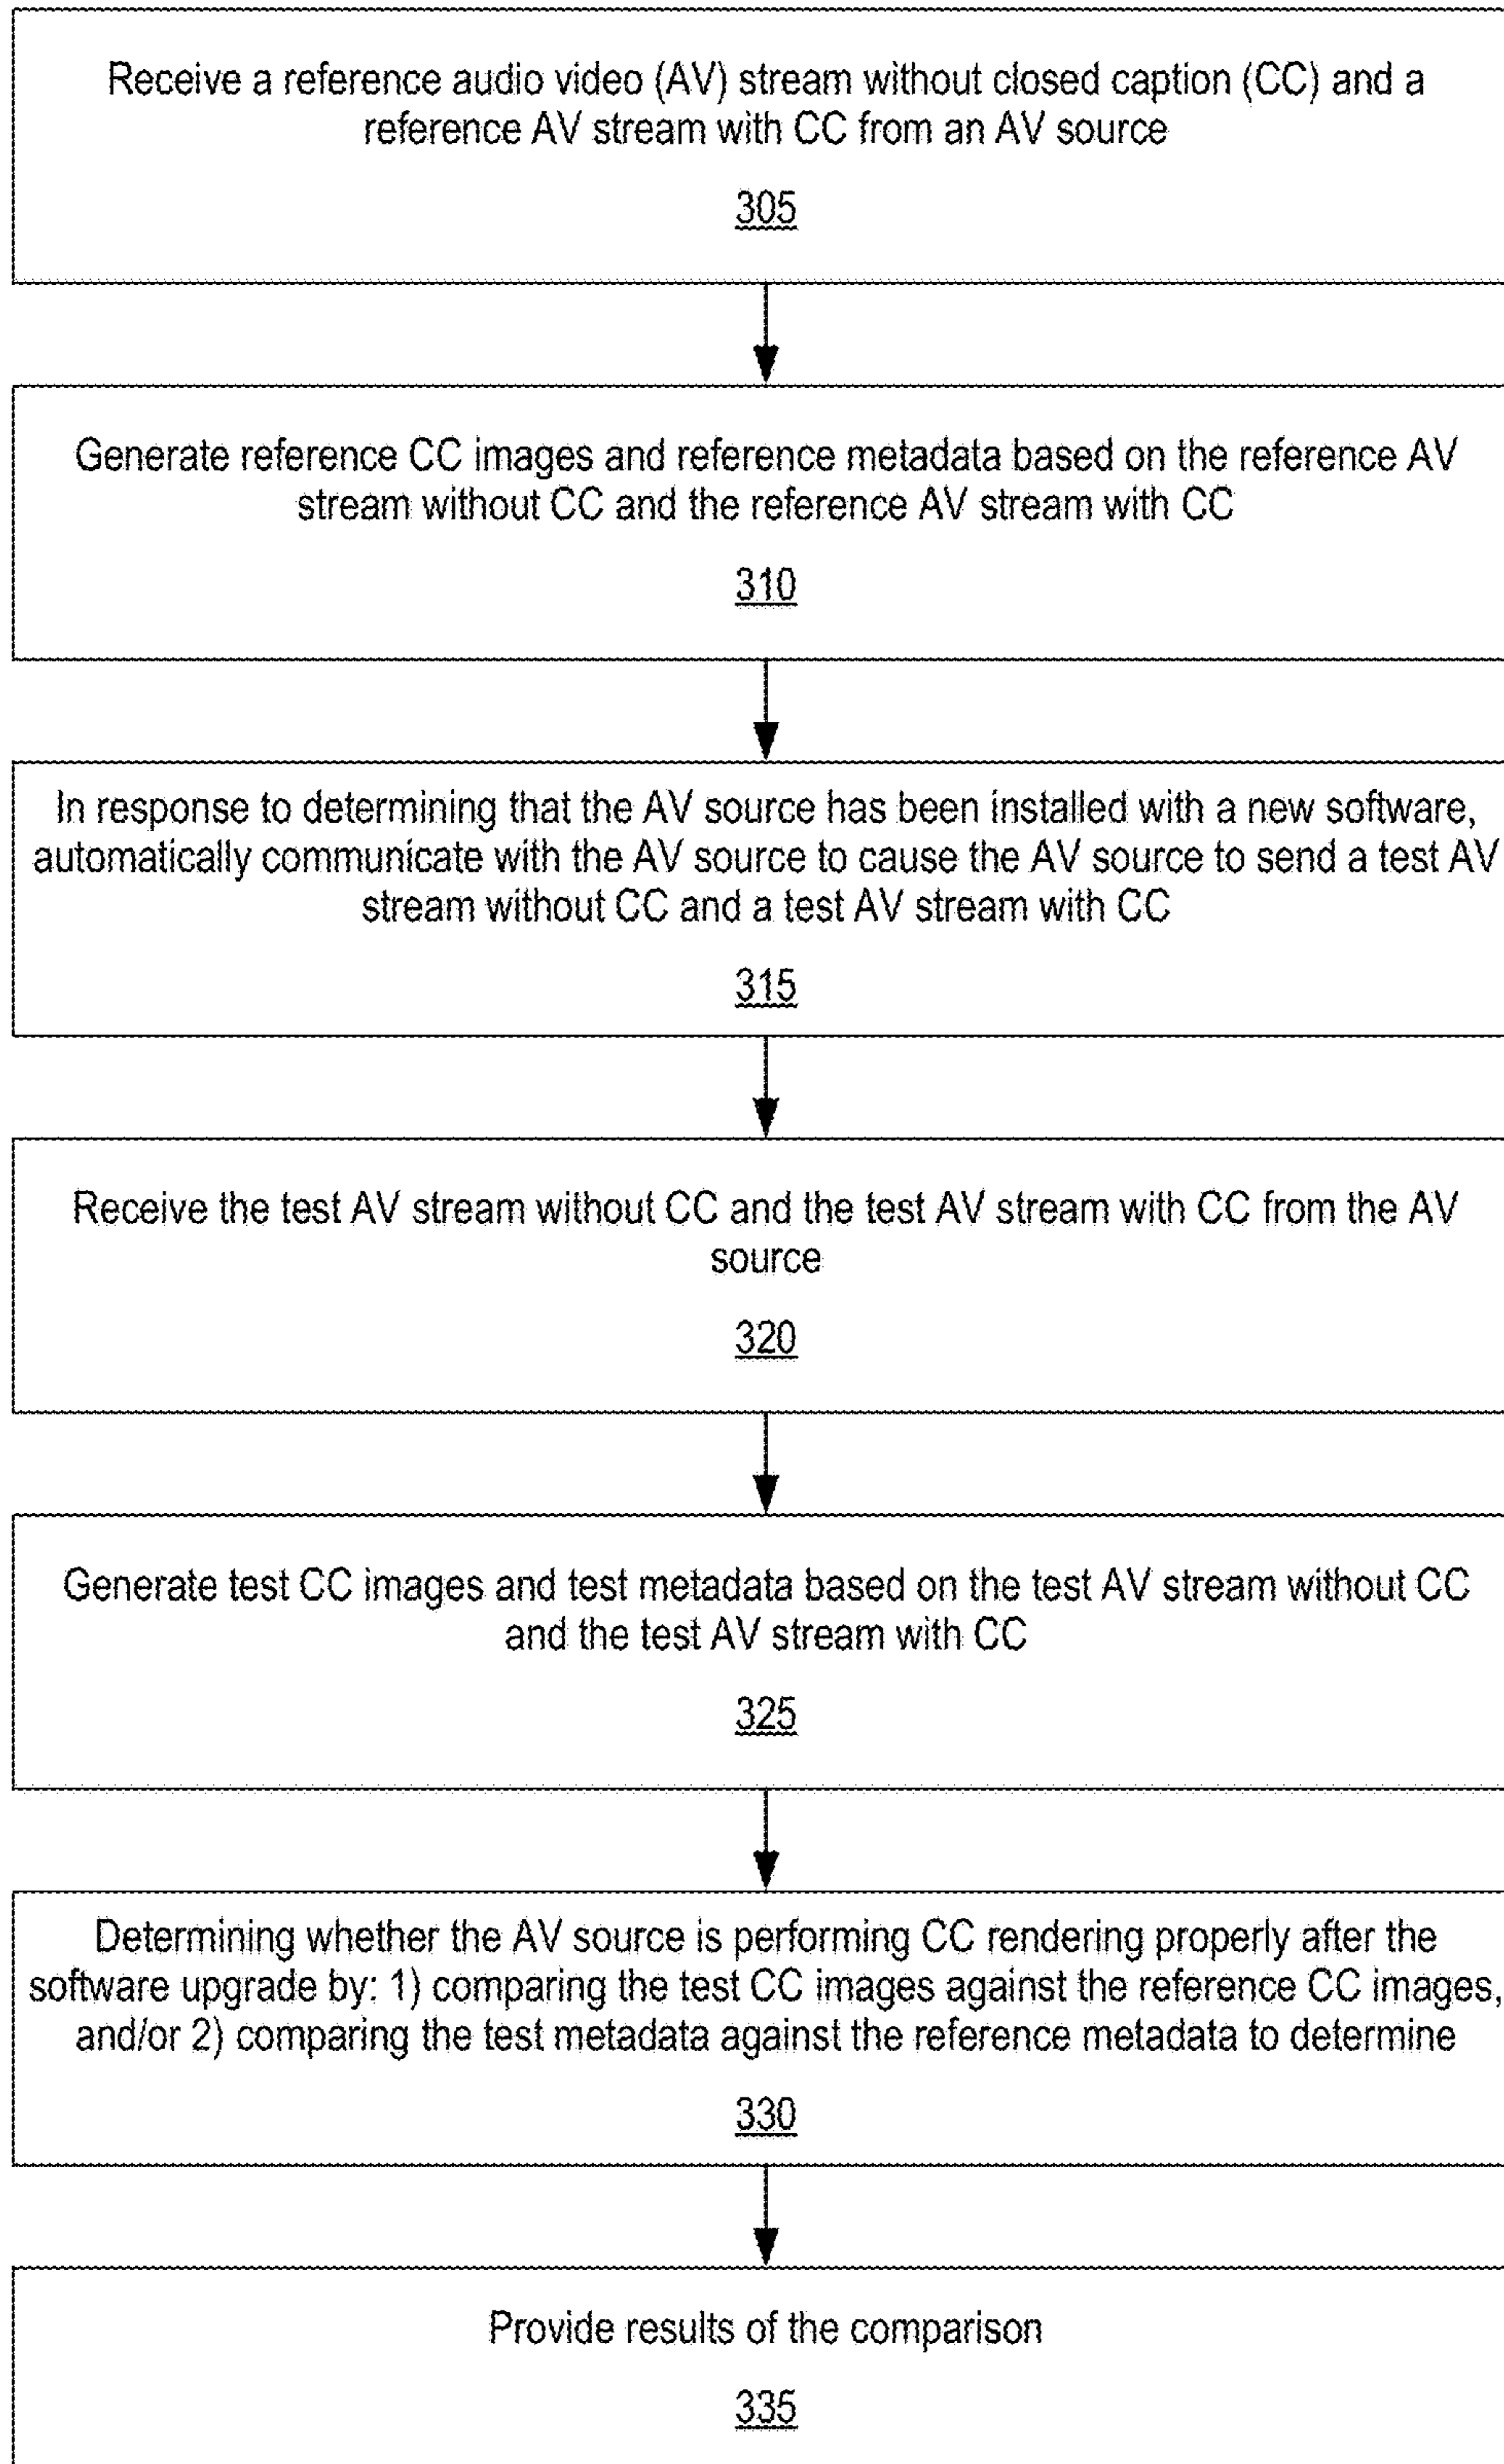 Receive a reference audio video (AV) stream without closed caption (CC) and a
reference AV stream with CC from an AV source
305
Generate reference CC images and reference metadata based on the reference AV
stream without CC and the reference AV stream with CC
310
In response to determining that the AV source has been installed with a new software,
automatically communicate with the AV source to cause the AV source to send a test AV
stream without CC and a test AV stream with CC
315
Receive the test AV stream without CC and the test AV stream with CC from the AV
source
320
Generate test CC images and test metadata based on the test AV stream without CC
and the test AV stream with CC
325
Determining whether the AV source is performing CC rendering properly after the
software upgrade by: 1) comparing the test CC images against the reference CC images,
and/or 2) comparing the test metadata against the reference metadata to determine
330
Provide results of the comparison
335